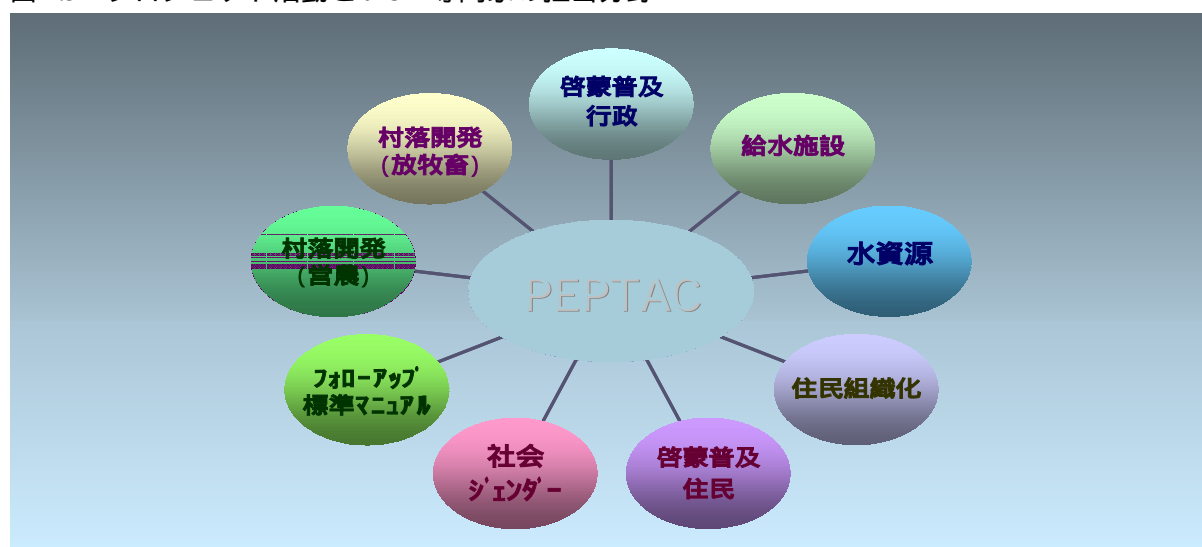 啓蒙普及
行政
村落開発
(放牧畜)
給水施設
村落開発
(営農)
水資源
PEPTAC
フォローアップ
標準マニュアル
住民組織化
社会
ジェンダー
啓蒙普及
住民